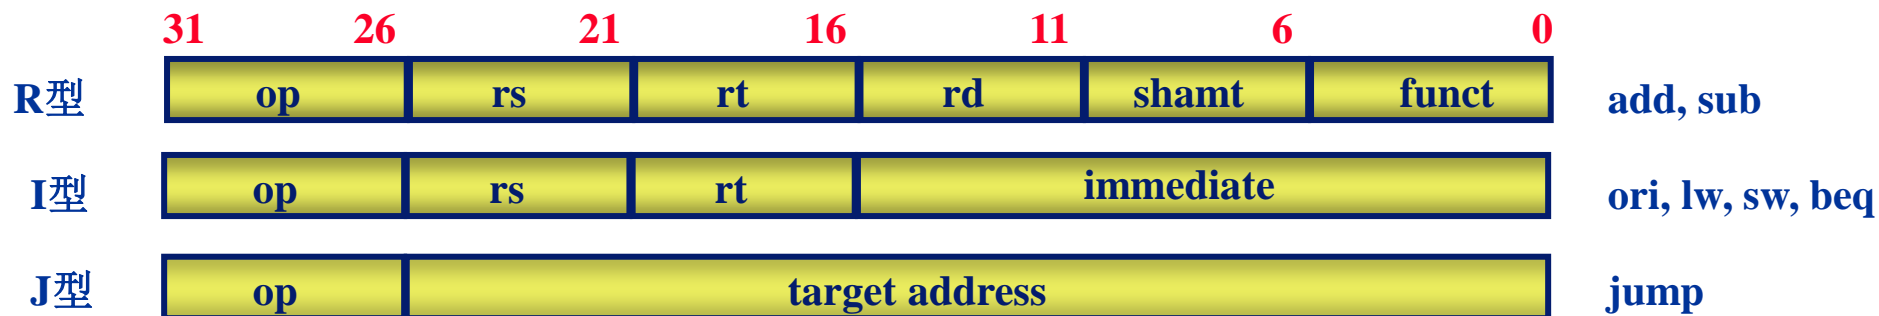 31 26 21 16 11 6 0
R型 op rs rt rd shamt funct add, sub
I型 op rs rt immediate ori, lw, sw, beq
J型 op target address jump